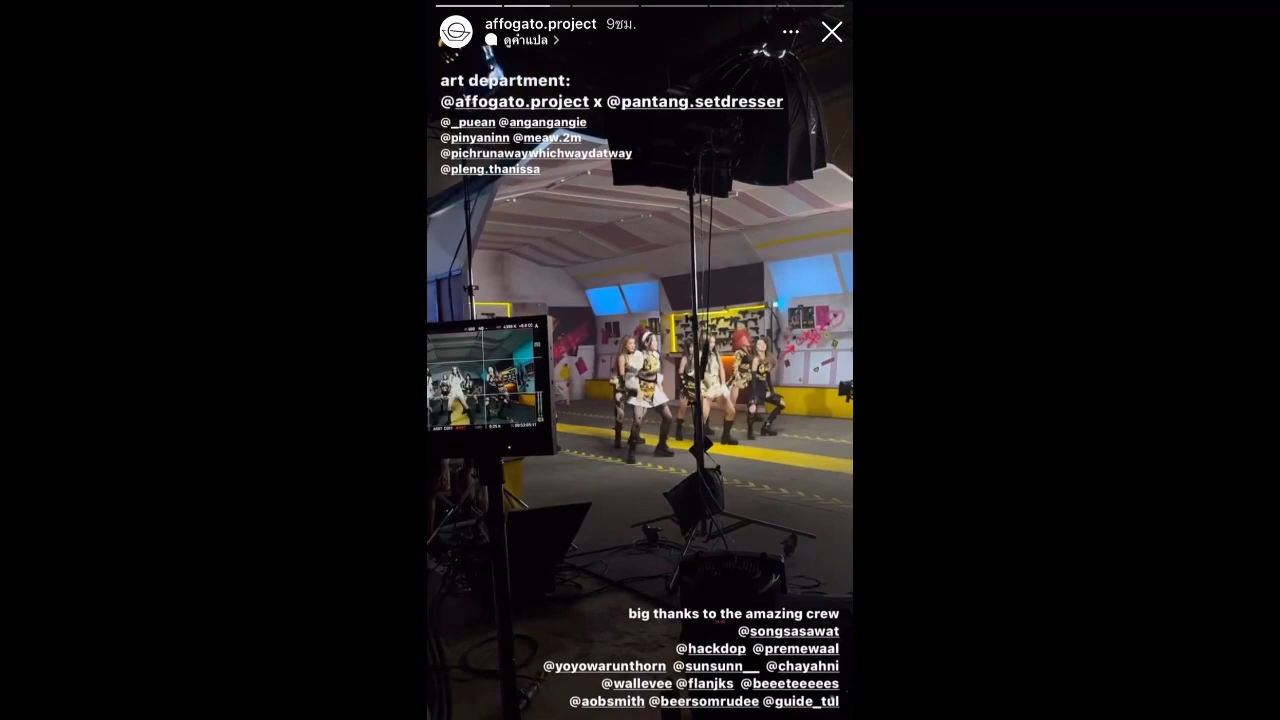 affogato.project 9ชม.
ดูคำแปล >
art department:
@affogato.project x @pantang.setdresser
@_puean @angangangie
@pinyaninn @meaw.2m
@pichrunawaywhichwaydatway
@pleng.thanissa
big thanks to the amazing crew
@songsasawat
@hackdop @premewaal
@yoyowarunthorn @sunsunn__ @chayahni
@wallevee @flanjks @beeeteeeees
@aobsmith @beersomrudee @guide_tul